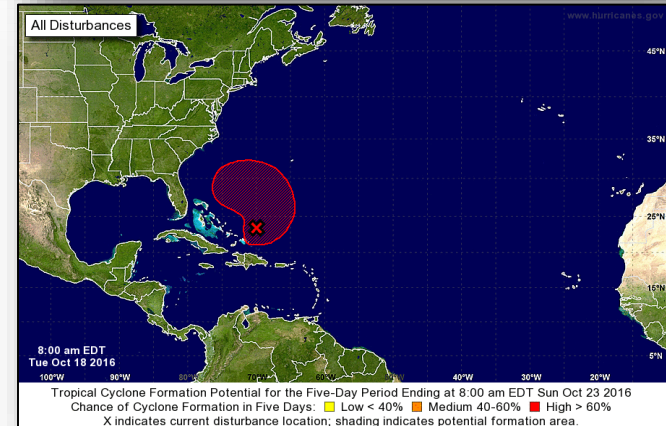 All Disturbances
www.hurricanes.gov
45°N
35°N
25°N
15°N
5°N
8:00 am EDT
Tue Oct 18 2016
100°W 90°W 80°W 70°W 60°W 50°W 40°W 30°W 20°W
Tropical Cyclone Formation Potential for the Five-Day Period Ending at 8:00 am EDT Sun Oct 23 2016
Chance of Cyclone Formation in Five Days: Low < 40% Medium 40-60% High > 60%
X indicates current disturbance location; shading indicates potential formation area.